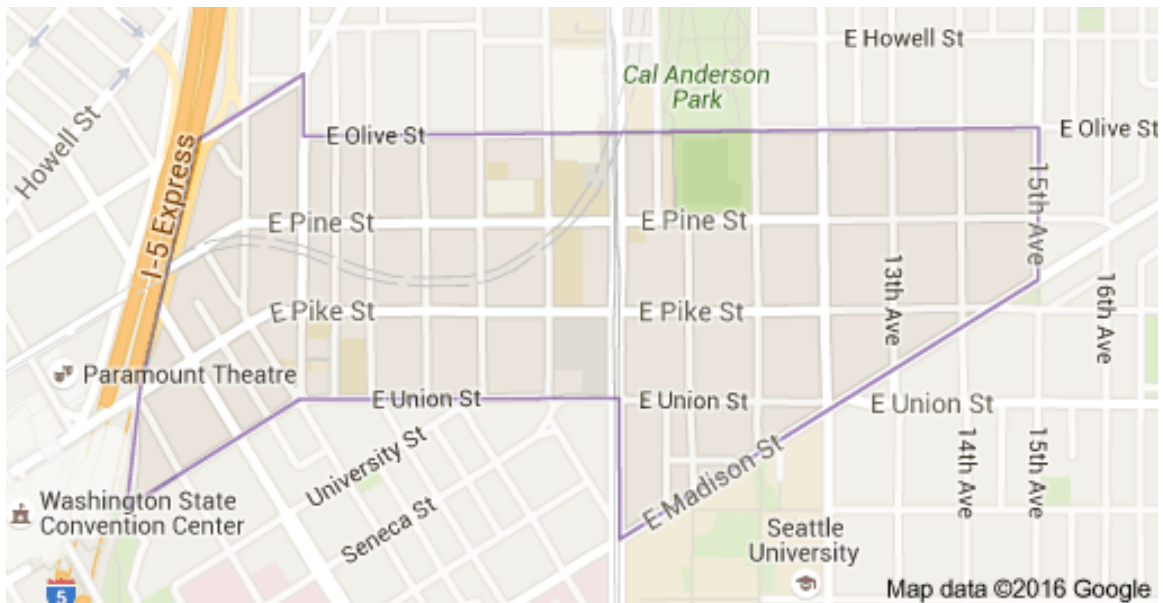 E Howell St
Cal Anderson
Park
Howell St
E Olive St
E Olive St
I-5 Express
15th Ave
E Pine St
E Pine St
13th Ave
16th Ave
E Pike St
E Pike St
Paramount Theatre
E Union St
E Union St
E Union St
University St
14th Ave
15th Ave
E Madison St
Washington State
Convention Center
Seneca St
Seattle
University
5
Map data ©2016 Google